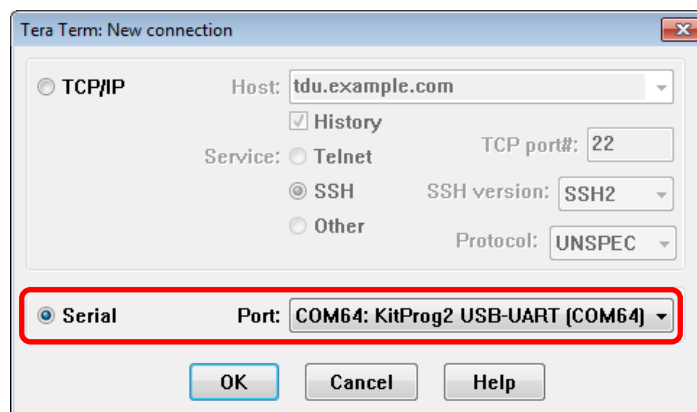 Tera Term: New connection
TCP/IP Host: tdu.example.com
History
Service: Telnet TCP port#: 22
SSH SSH version: SSH2
Other Protocol: UNSPEC
Serial Port: COM64: KitProg2 USB-UART (COM64)
OK Cancel Help